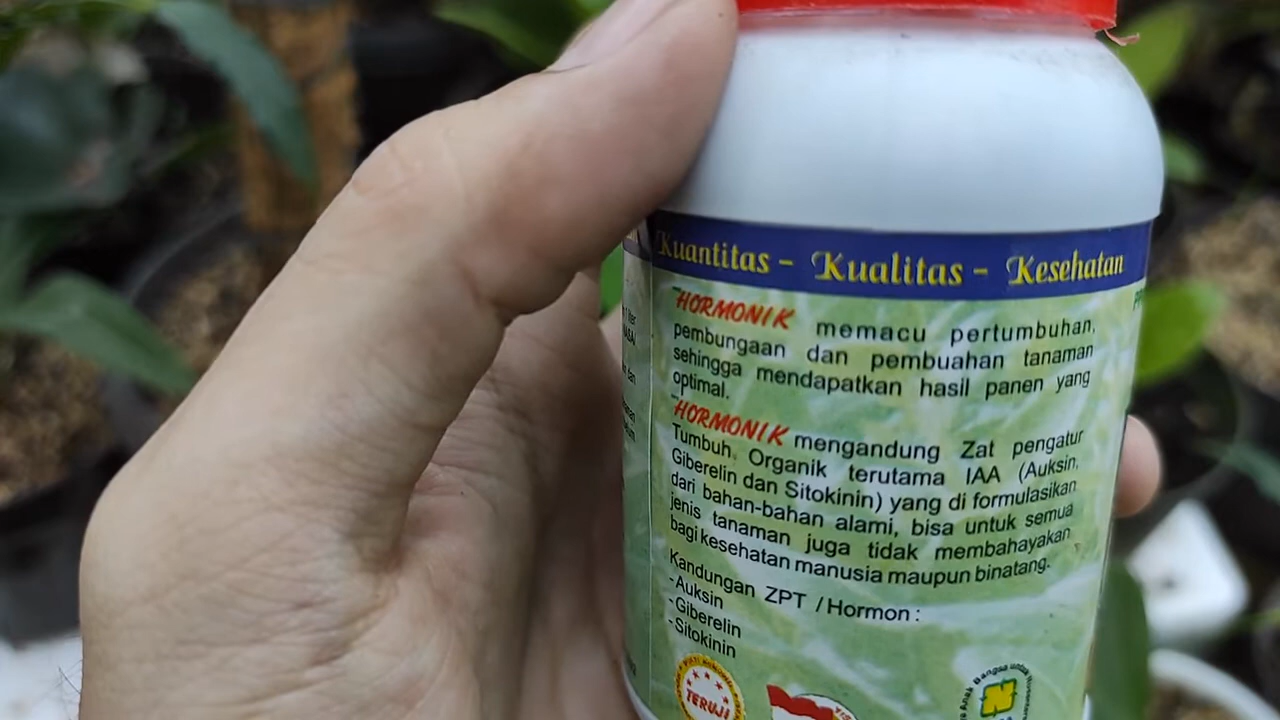 Kuantitas - Kualitas - Kesehatan
HORMONIK memacu pertumbuhan,
pembungaan dan pembuahan tanaman
sehingga mendapatkan hasil panen yang
optimal.
HORMONIK mengandung Zat pengatur
Tumbuh Organik terutama IAA (Auksin,
Giberelin dan Sitokinin) yang di formulasikan
dari bahan-bahan alami, bisa untuk semua
jenis tanaman juga tidak membahayakan
bagi kesehatan manusia maupun binatang.
Kandungan ZPT / Hormon :
-Auksin
-Giberelin
-Sitokinin
TERUJI